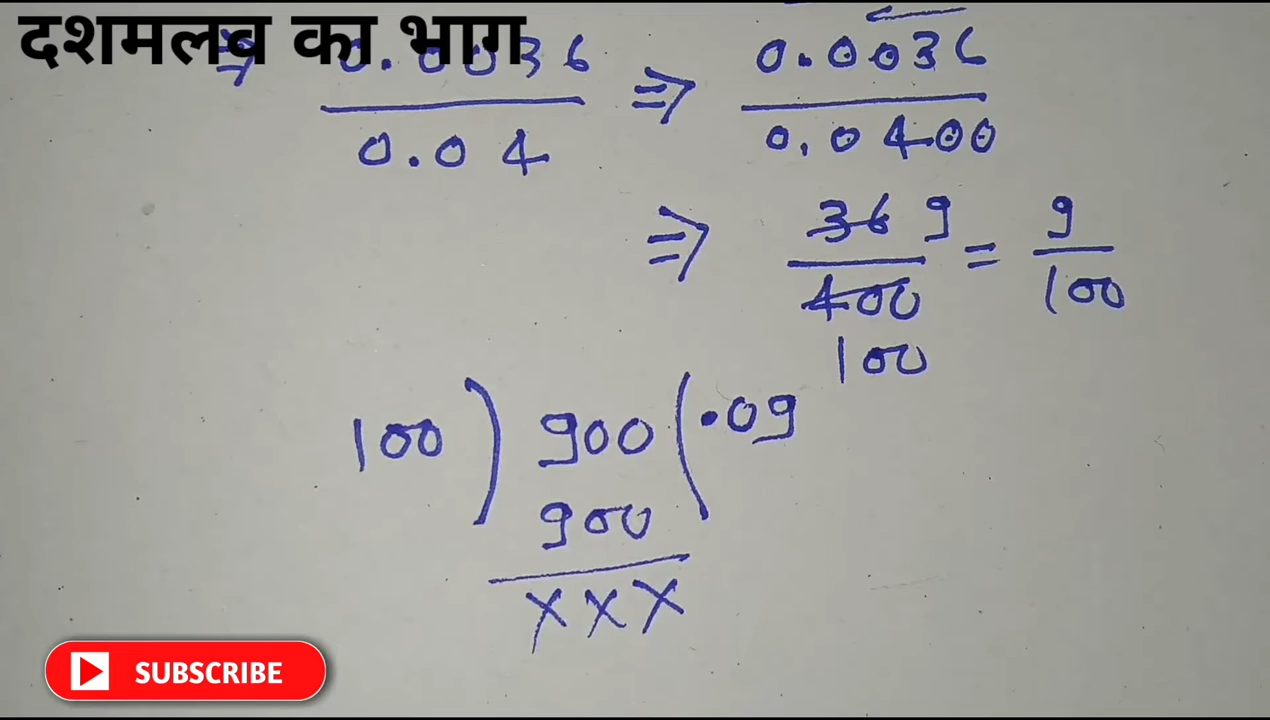 दशमलव का भाग
⇒ 0.0036 / 0.04 ⇒ 0.0036 / 0.0400
⇒ 36 9 / 400 100 = 9 / 100
100 ) 900 ( .09
900
xxx
SUBSCRIBE